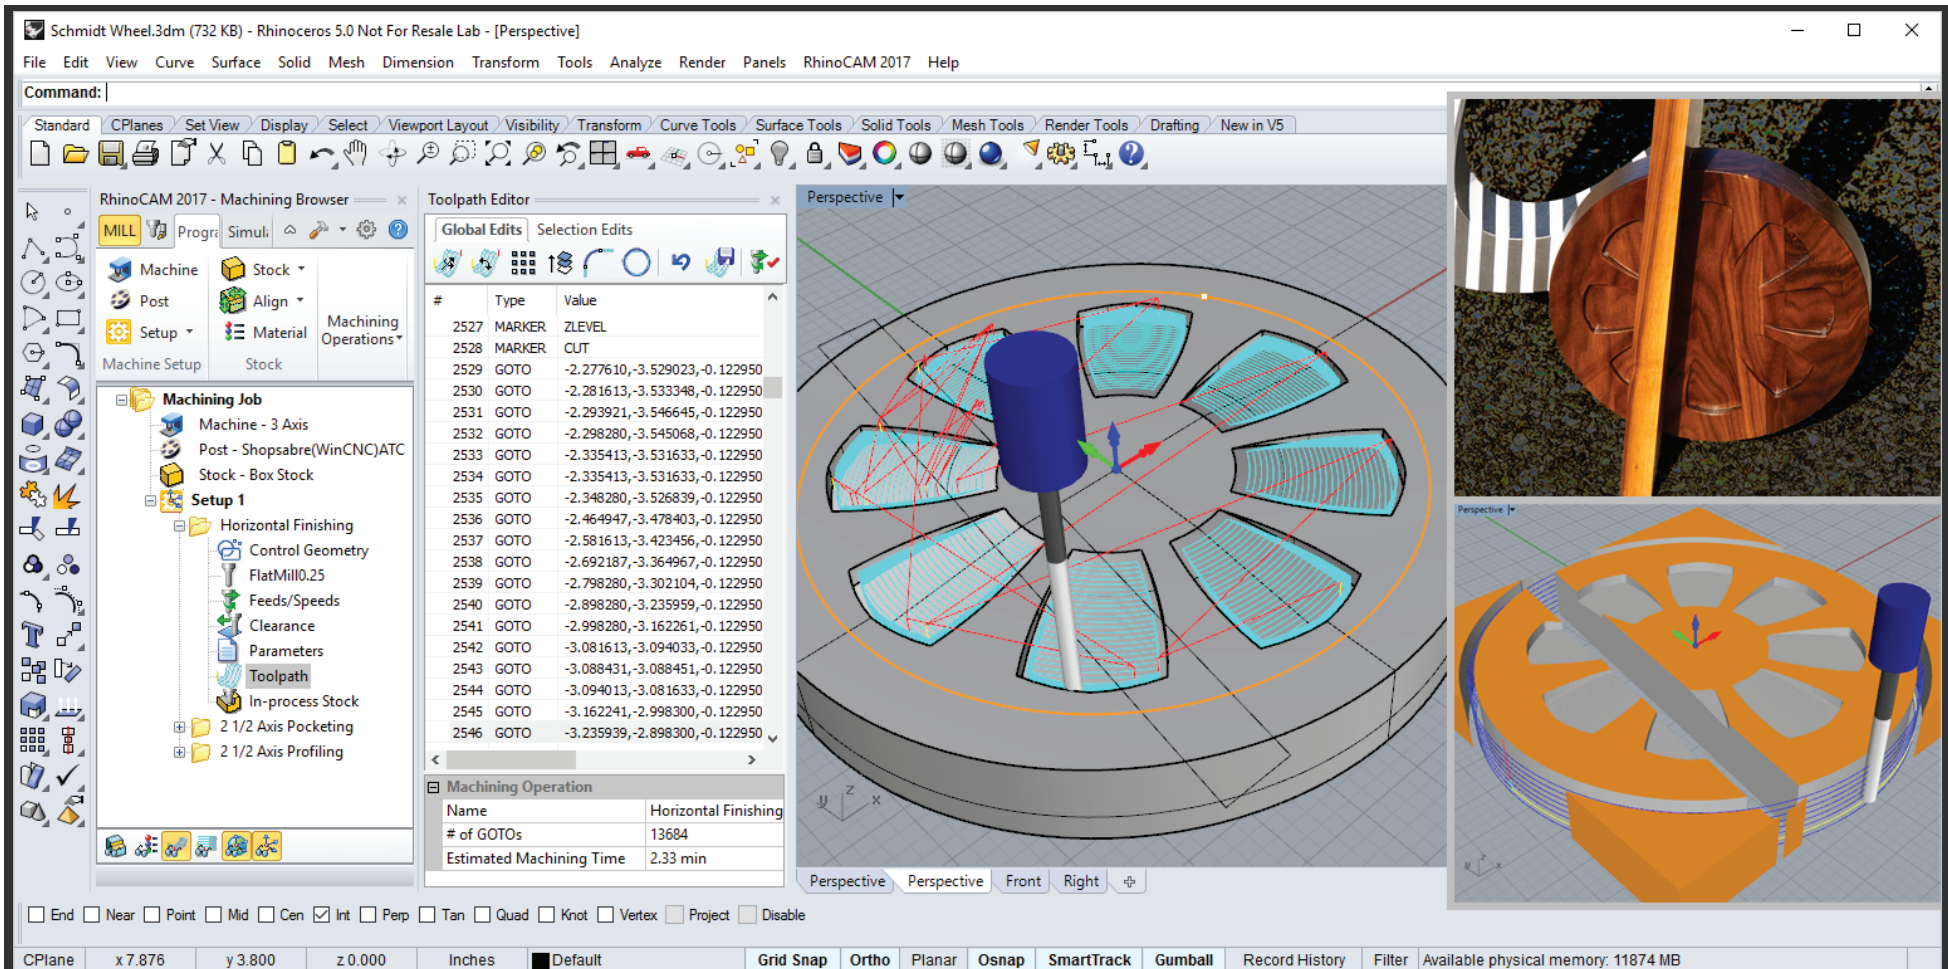 Schmidt Wheel.3dm (732 KB) - Rhinoceros 5.0 Not For Resale Lab - [Perspective]
File Edit View Curve Surface Solid Mesh Dimension Transform Tools Analyze Render Panels RhinoCAM 2017 Help
Command:
Standard CPlanes Set View Display Select Viewport Layout Visibility Transform Curve Tools Surface Tools Solid Tools Mesh Tools Render Tools Drafting New in V5
RhinoCAM 2017 - Machining Browser
MILL Progr Simul
Machine
Post
Setup
Machine Setup
Stock
Align
Material
Stock
Machining
Operations
Machining Job
Machine - 3 Axis
Post - Shopsabre(WinCNC)ATC
Stock - Box Stock
Setup 1
Horizontal Finishing
Control Geometry
FlatMill0.25
Feeds/Speeds
Clearance
Parameters
Toolpath
In-process Stock
2 1/2 Axis Pocketing
2 1/2 Axis Profiling
Toolpath Editor
Global Edits Selection Edits
# Type Value
2527 MARKER ZLEVEL
2528 MARKER CUT
2529 GOTO -2.277610,-3.529023,-0.122950
2530 GOTO -2.281613,-3.533348,-0.122950
2531 GOTO -2.293921,-3.546645,-0.122950
2532 GOTO -2.298280,-3.545068,-0.122950
2533 GOTO -2.335413,-3.531633,-0.122950
2534 GOTO -2.335413,-3.531633,-0.122950
2535 GOTO -2.348280,-3.526839,-0.122950
2536 GOTO -2.464947,-3.478403,-0.122950
2537 GOTO -2.581613,-3.423456,-0.122950
2538 GOTO -2.692187,-3.364967,-0.122950
2539 GOTO -2.798280,-3.302104,-0.122950
2540 GOTO -2.898280,-3.235959,-0.122950
2541 GOTO -2.998280,-3.162261,-0.122950
2542 GOTO -3.081613,-3.094033,-0.122950
2543 GOTO -3.088431,-3.088451,-0.122950
2544 GOTO -3.094013,-3.081633,-0.122950
2545 GOTO -3.162241,-2.998300,-0.122950
2546 GOTO -3.235939,-2.898300,-0.122950
Machining Operation
Name Horizontal Finishing
# of GOTOs 13684
Estimated Machining Time 2.33 min
Perspective
y z x
Perspective Perspective Front Right
Perspective
y z x
End Near Point Mid Cen Int Perp Tan Quad Knot Vertex Project Disable
CPlane x 7.876 y 3.800 z 0.000 Inches Default Grid Snap Ortho Planar Osnap SmartTrack Gumball Record History Filter Available physical memory: 11874 MB